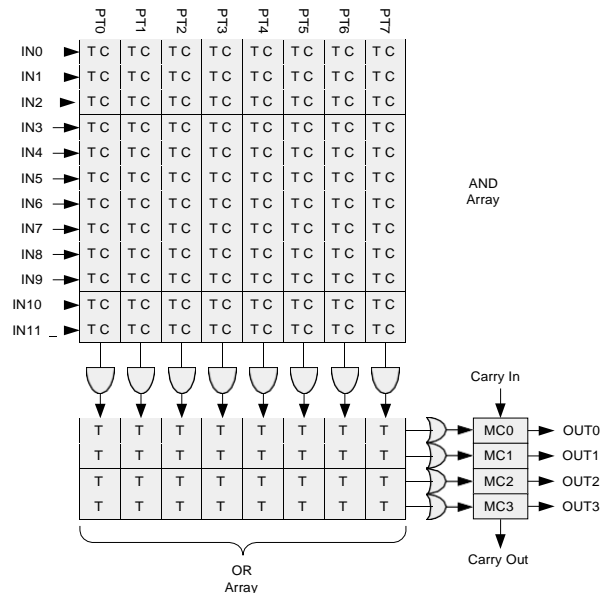 PT0 PT1 PT2 PT3 PT4 PT5 PT6 PT7
IN0 T C T C T C T C T C T C T C T C
IN1 T C T C T C T C T C T C T C T C
IN2 T C T C T C T C T C T C T C T C
IN3 T C T C T C T C T C T C T C T C
IN4 T C T C T C T C T C T C T C T C
IN5 T C T C T C T C T C T C T C T C
AND
Array
IN6 T C T C T C T C T C T C T C T C
IN7 T C T C T C T C T C T C T C T C
IN8 T C T C T C T C T C T C T C T C
IN9 T C T C T C T C T C T C T C T C
IN10 T C T C T C T C T C T C T C T C
IN11 _ T C T C T C T C T C T C T C T C
Carry In
T T T T T T T T MC0 OUT0
T T T T T T T T MC1 OUT1
T T T T T T T T MC2 OUT2
T T T T T T T T MC3 OUT3
Carry Out
OR
Array